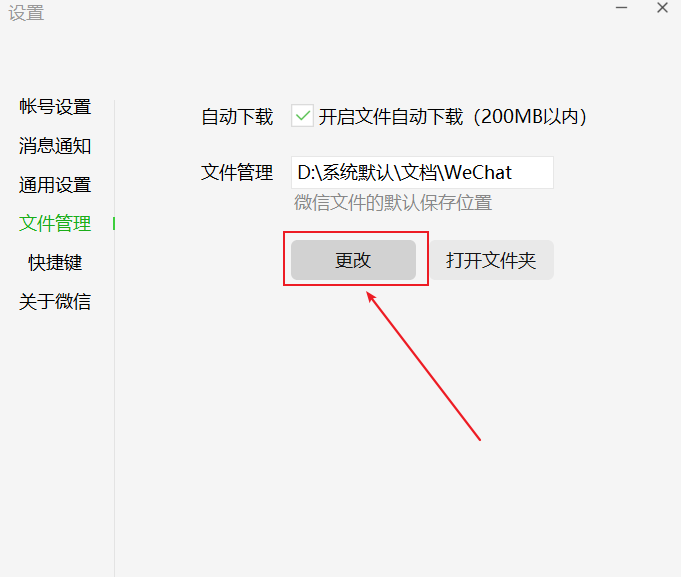 设置
帐号设置
消息通知
通用设置
文件管理
快捷键
关于微信
自动下载 开启文件自动下载（200MB以内）
文件管理 D:\系统默认\文档\WeChat
微信文件的默认保存位置
更改 打开文件夹